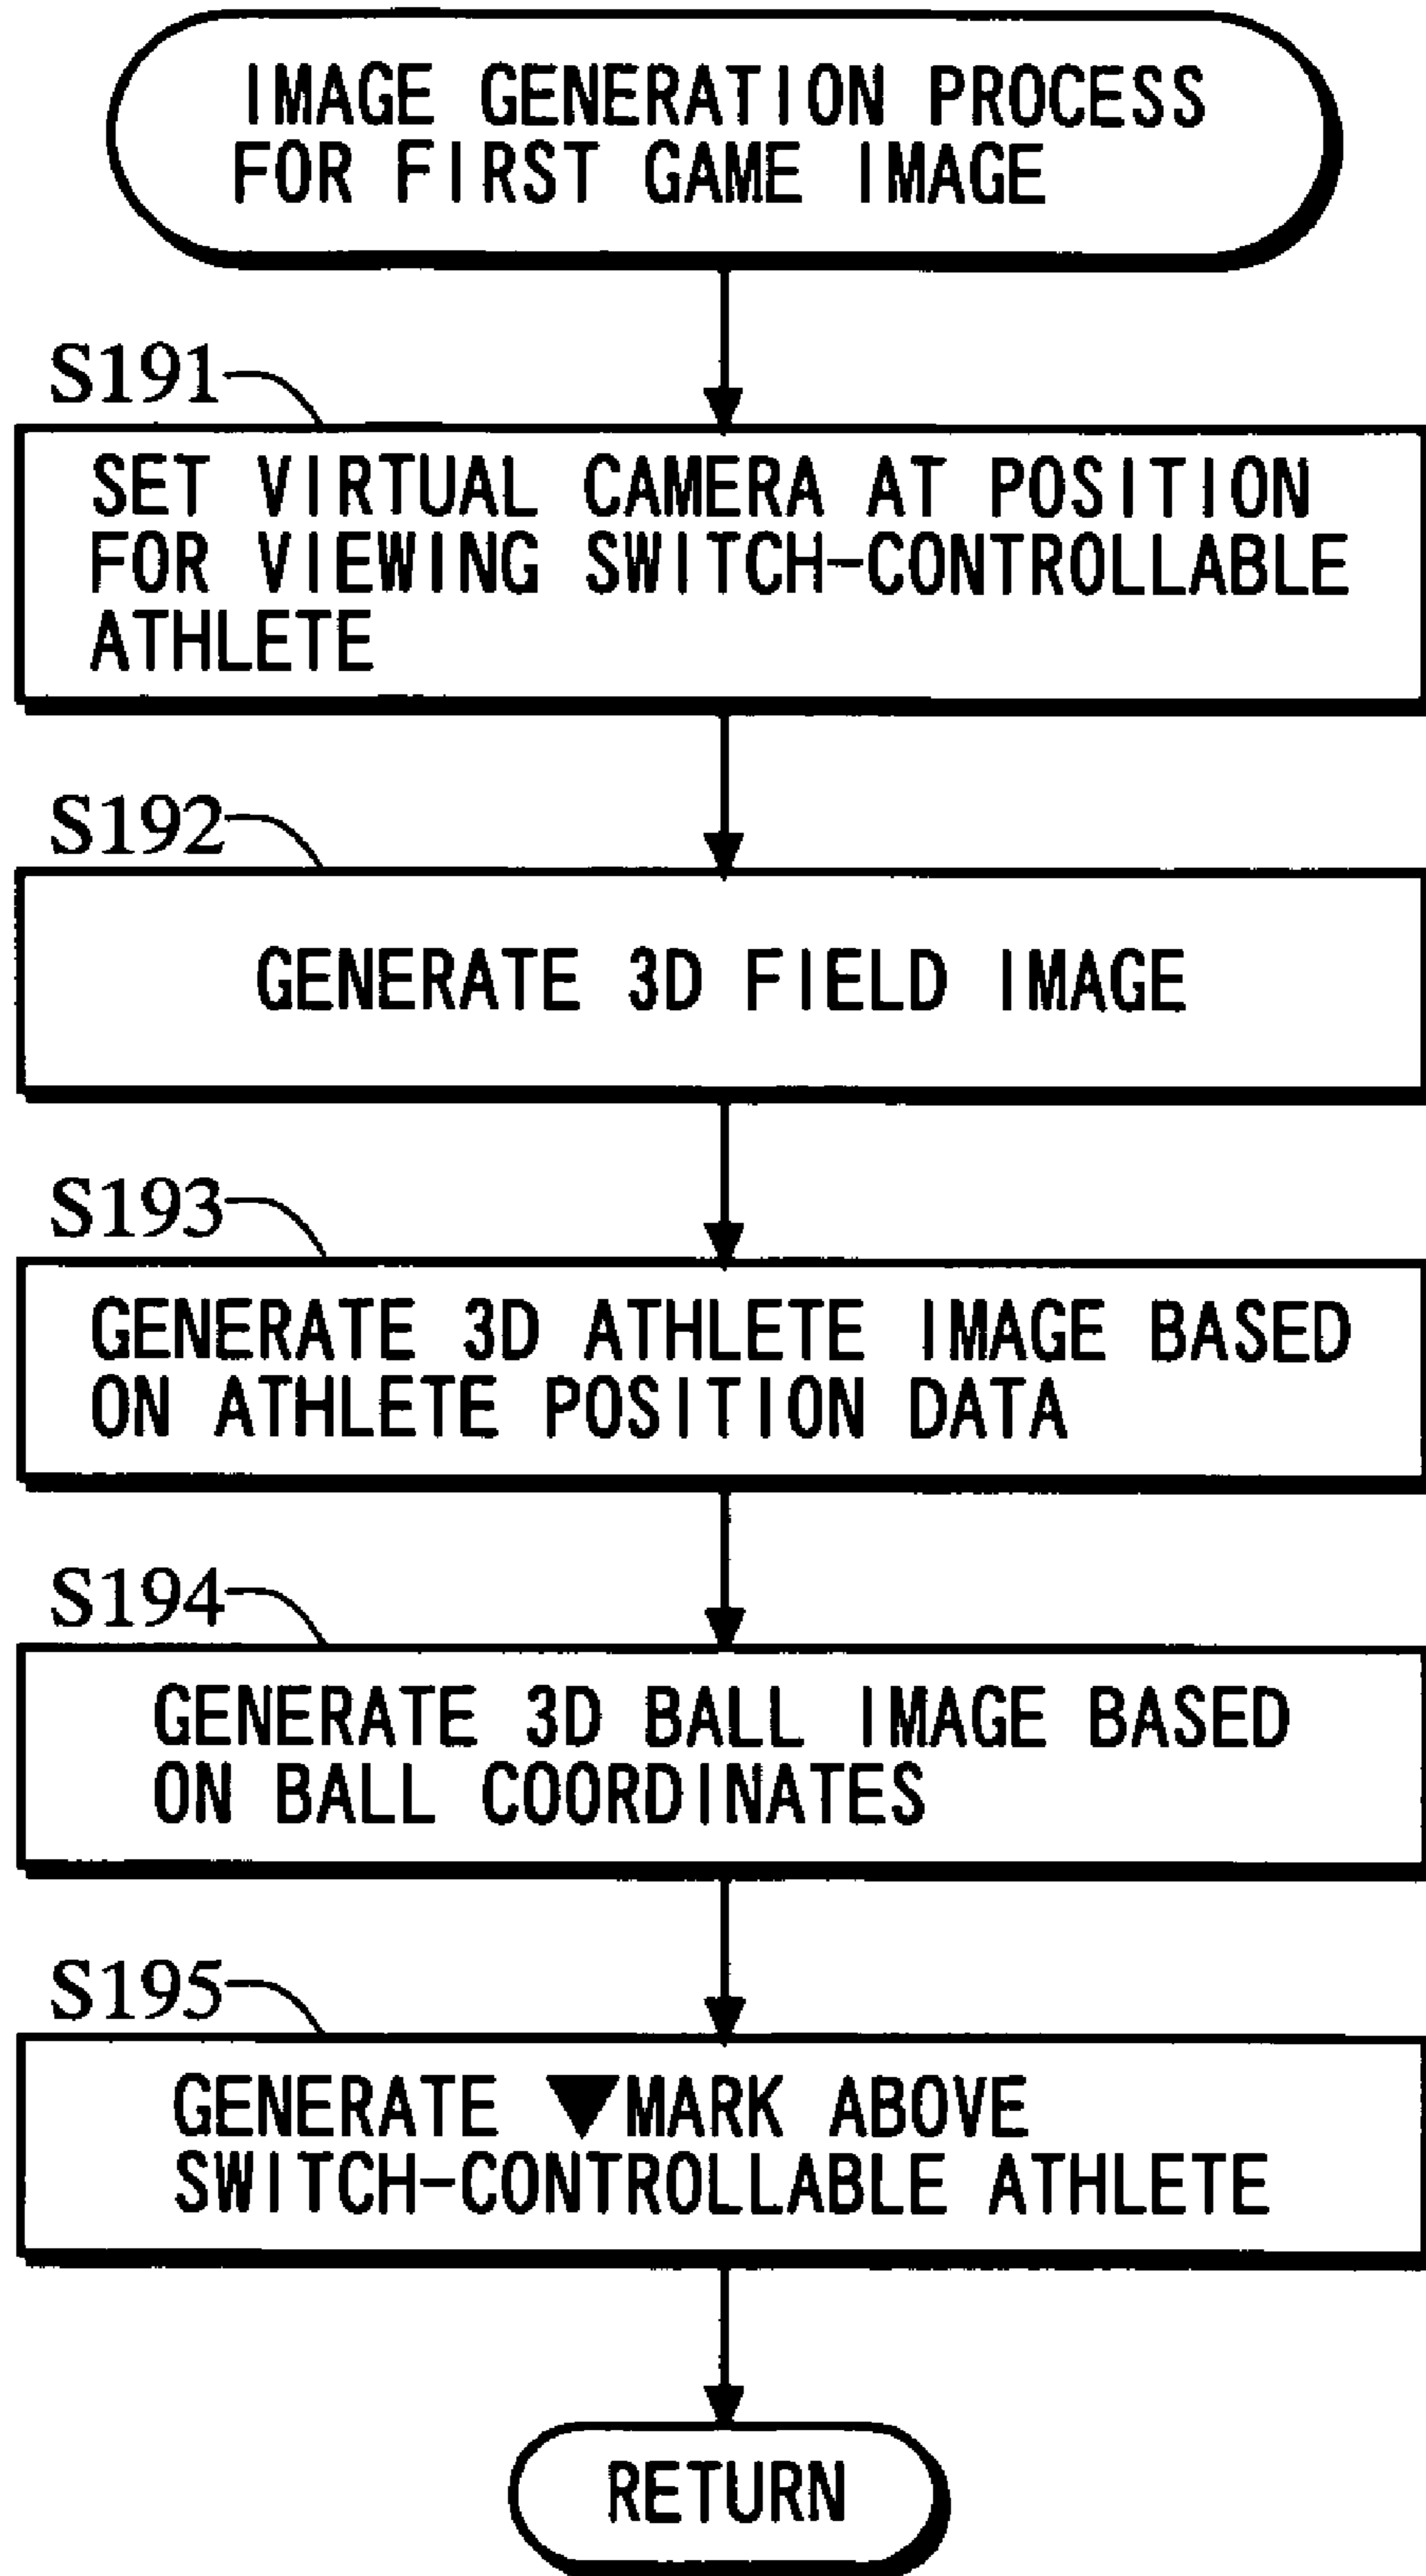 IMAGE GENERATION PROCESS
FOR FIRST GAME IMAGE
S191
SET VIRTUAL CAMERA AT POSITION
FOR VIEWING SWITCH-CONTROLLABLE
ATHLETE
S192
GENERATE 3D FIELD IMAGE
S193
GENERATE 3D ATHLETE IMAGE BASED
ON ATHLETE POSITION DATA
S194
GENERATE 3D BALL IMAGE BASED
ON BALL COORDINATES
S195
GENERATE ▼MARK ABOVE
SWITCH-CONTROLLABLE ATHLETE
RETURN